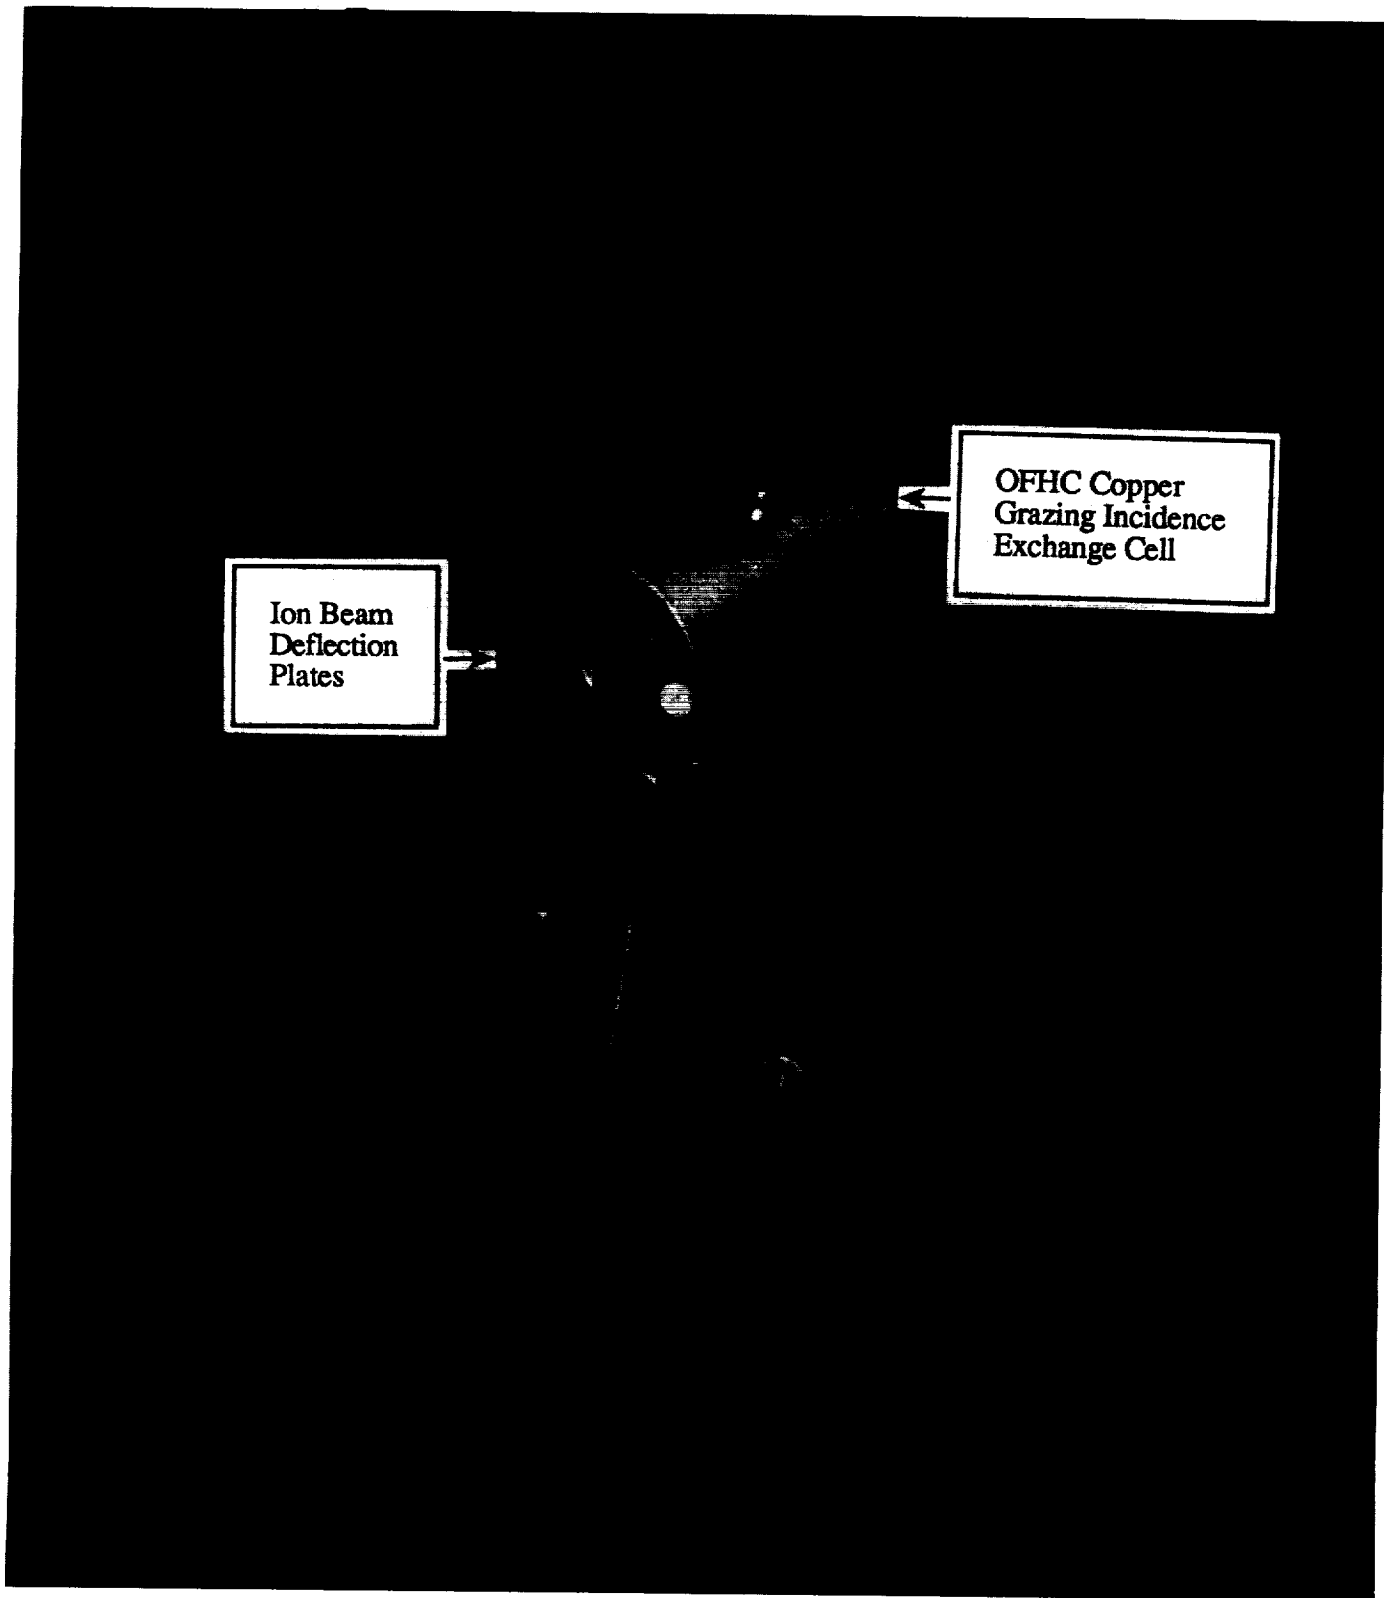 OFHC Copper
Grazing Incidence
Exchange Cell
Ion Beam
Deflection
Plates